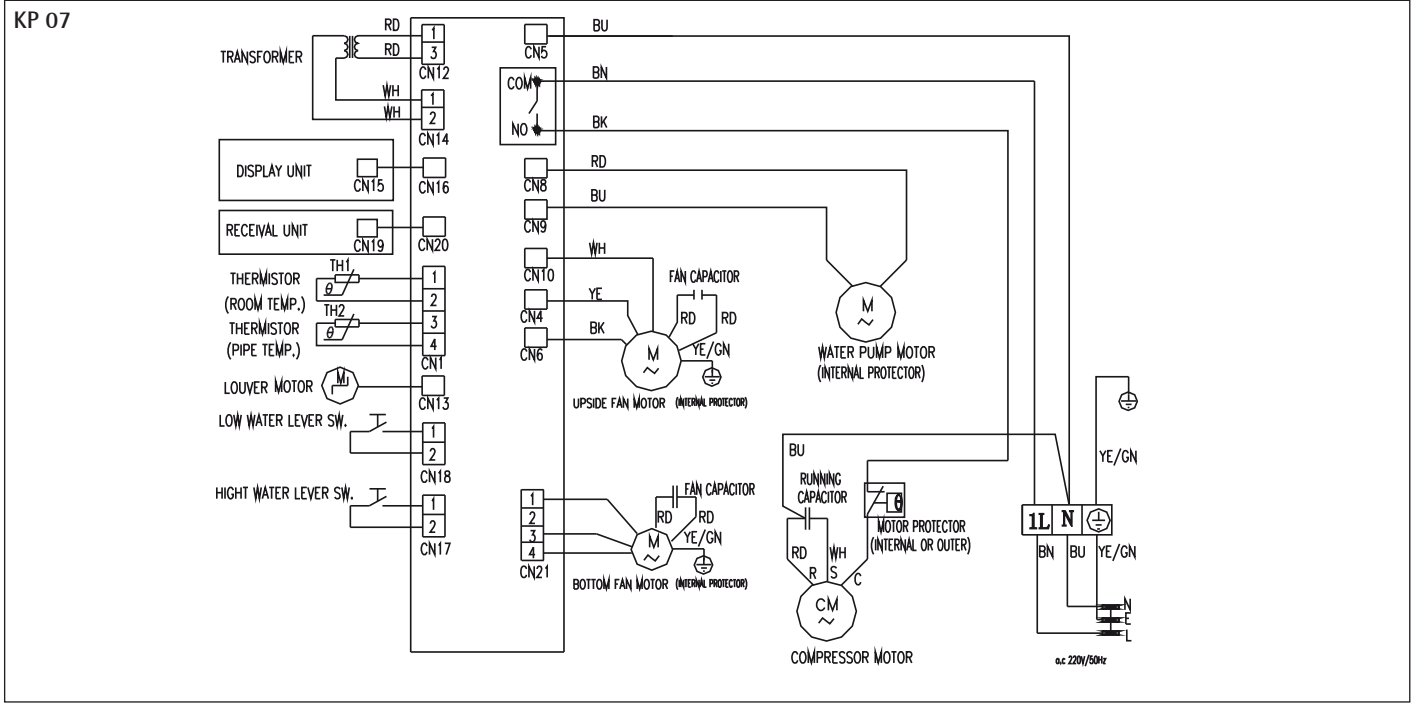 KP 07
TRANSFORMER
RD
RD
WH
WH
1
3
CN12
1
2
CN14
DISPLAY UNIT
CN15
CN16
RECEIVAL UNIT
CN19
CN20
THERMISTOR
(ROOM TEMP.)
TH1
θ
THERMISTOR
(PIPE TEMP.)
TH2
θ
1
2
3
4
CN1
LOUVER MOTOR
M
CN13
LOW WATER LEVER SW.
1
2
CN18
HIGHT WATER LEVER SW.
1
2
CN17
CN5
BU
COM
NO
BN
BK
CN8
RD
CN9
BU
CN10
WH
CN4
YE
CN6
BK
FAN CAPACITOR
RD
RD
YE/GN
M
~
UPSIDE FAN MOTOR (INTERNAL PROTECTOR)
M
~
WATER PUMP MOTOR
(INTERNAL PROTECTOR)
1
2
3
4
CN21
FAN CAPACITOR
RD
RD
YE/GN
M
~
BOTTOM FAN MOTOR (INTERNAL PROTECTOR)
BU
RUNNING
CAPACITOR
θ
MOTOR PROTECTOR
(INTERNAL OR OUTER)
RD
WH
R
S
C
CM
~
COMPRESSOR MOTOR
YE/GN
1L N
BN
BU
YE/GN
N
E
L
a.c 220V/50Hz